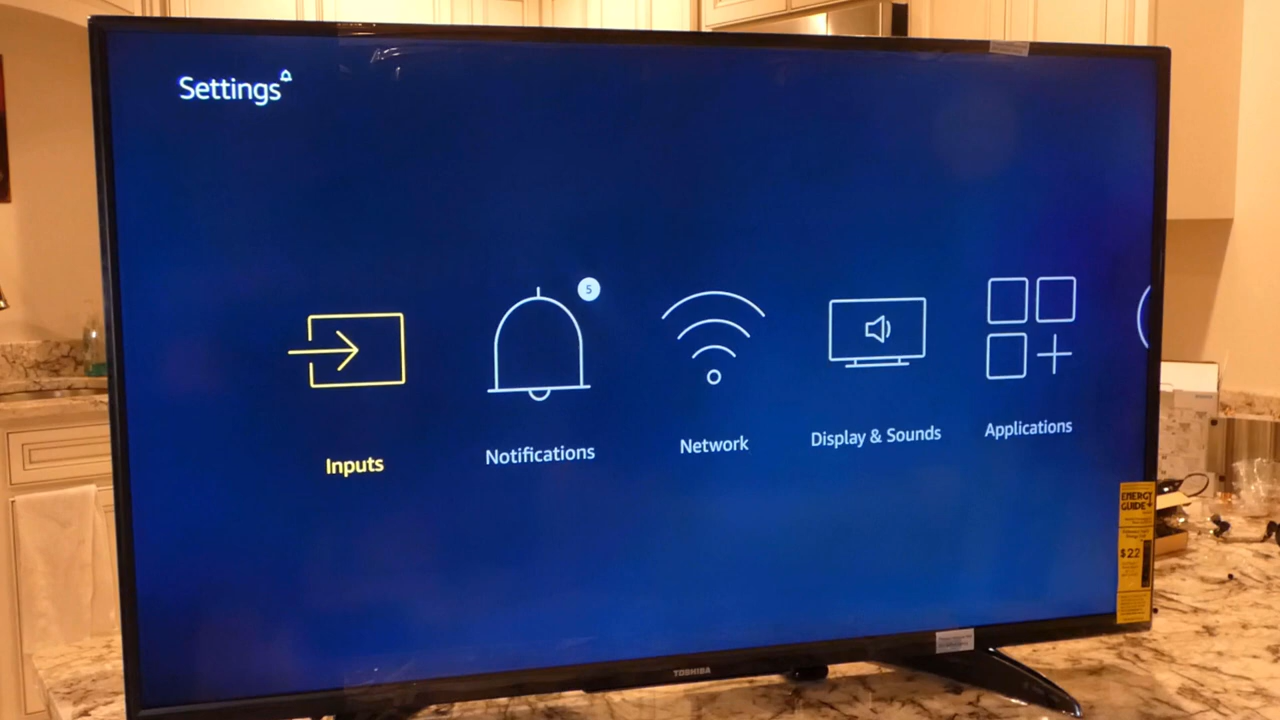 Settings
5
Inputs
Notifications
Network
Display & Sounds
Applications
ENERGY
GUIDE
$22
TOSHIBA